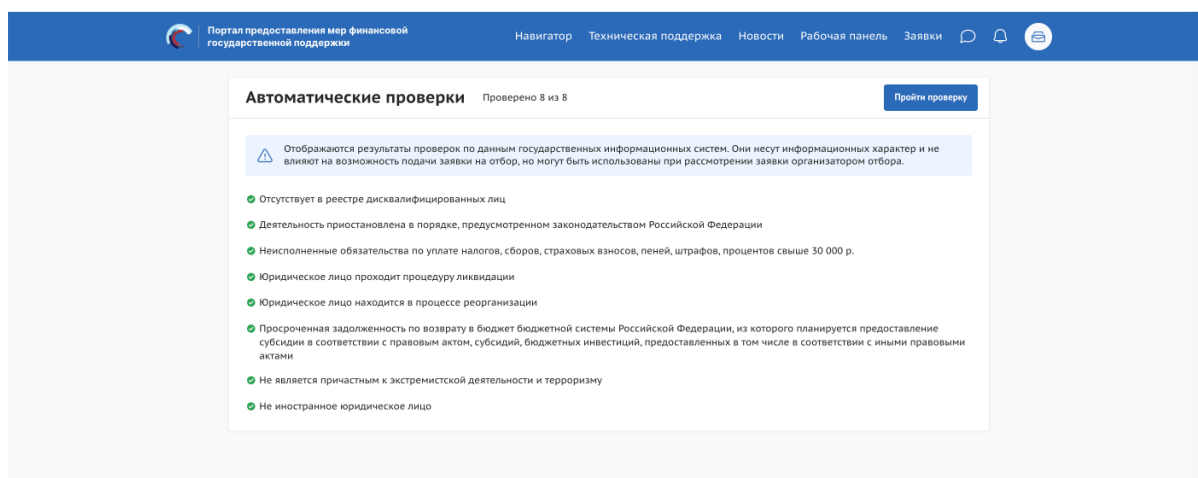 Портал предоставления мер финансовой
государственной поддержки
Навигатор Техническая поддержка Новости Рабочая панель Заявки
Автоматические проверки Проверено 8 из 8
Пройти проверку
Отображаются результаты проверок по данным государственных информационных систем. Они несут информационных характер и не
влияют на возможность подачи заявки на отбор, но могут быть использованы при рассмотрении заявки организатором отбора.
Отсутствует в реестре дисквалифицированных лиц
Деятельность приостановлена в порядке, предусмотренном законодательством Российской Федерации
Неисполненные обязательства по уплате налогов, сборов, страховых взносов, пеней, штрафов, процентов свыше 30 000 р.
Юридическое лицо проходит процедуру ликвидации
Юридическое лицо находится в процессе реорганизации
Просроченная задолженность по возврату в бюджет бюджетной системы Российской Федерации, из которого планируется предоставление
субсидии в соответствии с правовым актом, субсидий, бюджетных инвестиций, предоставленных в том числе в соответствии с иными правовыми
актами
Не является причастным к экстремистской деятельности и терроризму
Не иностранное юридическое лицо